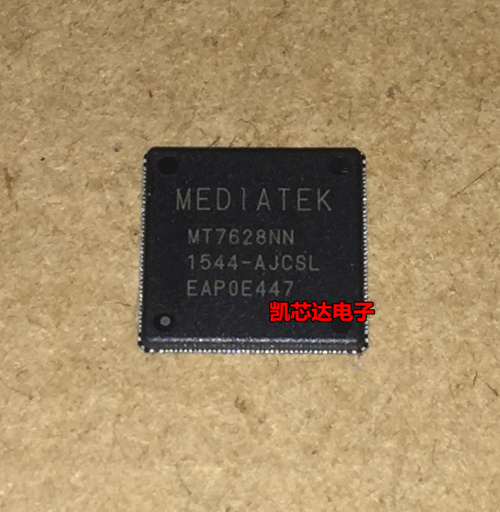 MEDIATEK
MT7628NN
1544-AJCSL
EAP0E447
凯芯达电子